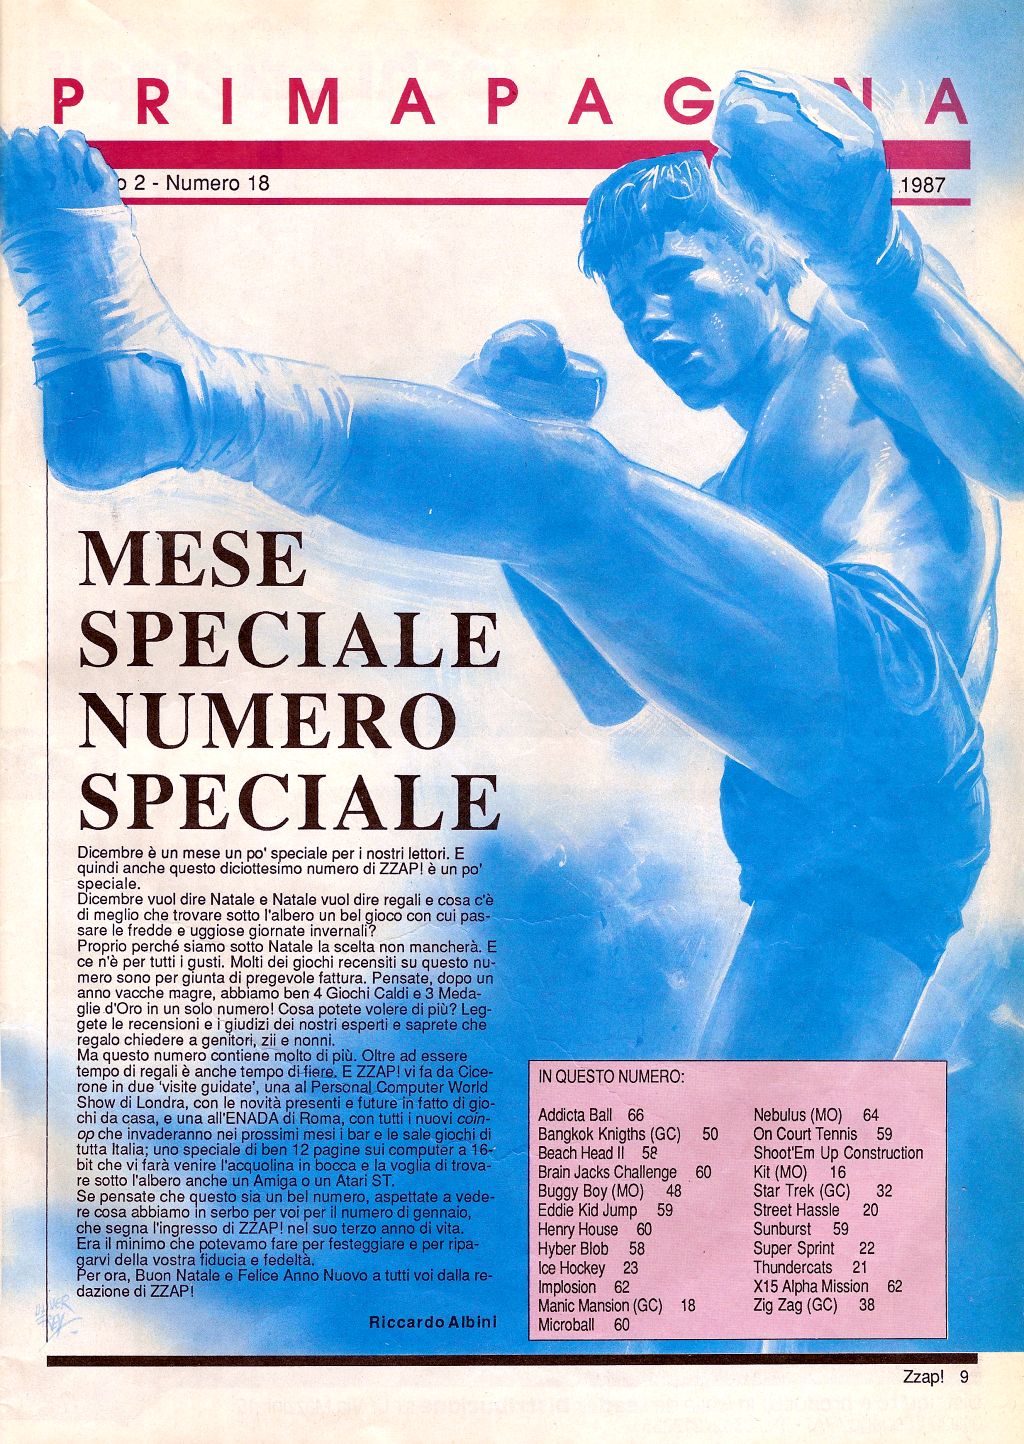 PRIMAPAGNA
o 2 - Numero 18
1987
MESE
SPECIALE
NUMERO
SPECIALE
Dicembre è un mese un po' speciale per i nostri lettori. E
quindi anche questo diciottesimo numero di ZZAP! è un po'
speciale.
Dicembre vuol dire Natale e Natale vuol dire regali e cosa c'è
di meglio che trovare sotto l'albero un bel gioco con cui pas-
sare le fredde e uggiose giornate invernali?
Proprio perché siamo sotto Natale la scelta non mancherà. E
ce n'è per tutti i gusti. Molti dei giochi recensiti su questo nu-
mero sono per giunta di pregevole fattura. Pensate, dopo un
anno vacche magre, abbiamo ben 4 Giochi Caldi e 3 Meda-
glie d'Oro in un solo numero! Cosa potete volere di più? Leg-
gete le recensioni e i giudizi dei nostri esperti e saprete che
regalo chiedere a genitori, zii e nonni.
Ma questo numero contiene molto di più. Oltre ad essere
tempo di regali è anche tempo di fiere. E ZZAP! vi fa da Cice-
rone in due 'visite guidate', una al Personal Computer World
Show di Londra, con le novità presenti e future in fatto di gio-
chi da casa, e una all'ENADA di Roma, con tutti i nuovi coin-
op che invaderanno nei prossimi mesi i bar e le sale giochi di
tutta Italia; uno speciale di ben 12 pagine sui computer a 16-
bit che vi farà venire l'acquolina in bocca e la voglia di trova-
re sotto l'albero anche un Amiga o un Atari ST.
Se pensate che questo sia un bel numero, aspettate a vede-
re cosa abbiamo in serbo per voi per il numero di gennaio,
che segna l'ingresso di ZZAP! nel suo terzo anno di vita.
Era il minimo che potevamo fare per festeggiare e per ripa-
garvi della vostra fiducia e fedeltà.
Per ora, Buon Natale e Felice Anno Nuovo a tutti voi dalla re-
dazione di ZZAP!
Riccardo Albini
IN QUESTO NUMERO:
Addicta Ball 66
Bangkok Knigths (GC) 50
Beach Head II 58
Brain Jacks Challenge 60
Buggy Boy (MO) 48
Eddie Kid Jump 59
Henry House 60
Hyber Blob 58
Ice Hockey 23
Implosion 62
Manic Mansion (GC) 18
Microball 60
Nebulus (MO) 64
On Court Tennis 59
Shoot'Em Up Construction
Kit (MO) 16
Star Trek (GC) 32
Street Hassle 20
Sunburst 59
Super Sprint 22
Thundercats 21
X15 Alpha Mission 62
Zig Zag (GC) 38
OLIVER
FREY
Zzap! 9